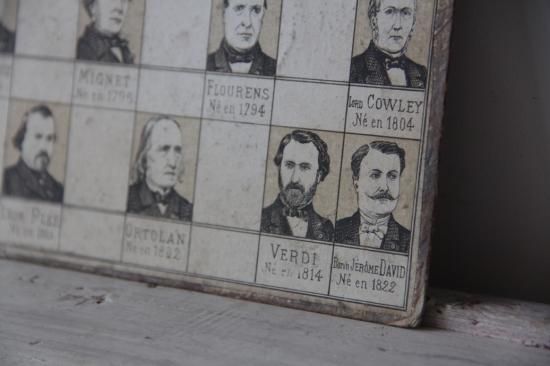 MIGNET
Né en 1796
FLOURENS
Né en 1794
LORD COWLEY
Né en 1804
ORTOLAN
Né en 1802
VERDI
Né en 1814
Baron JÉRÔME DAVID
Né en 1822